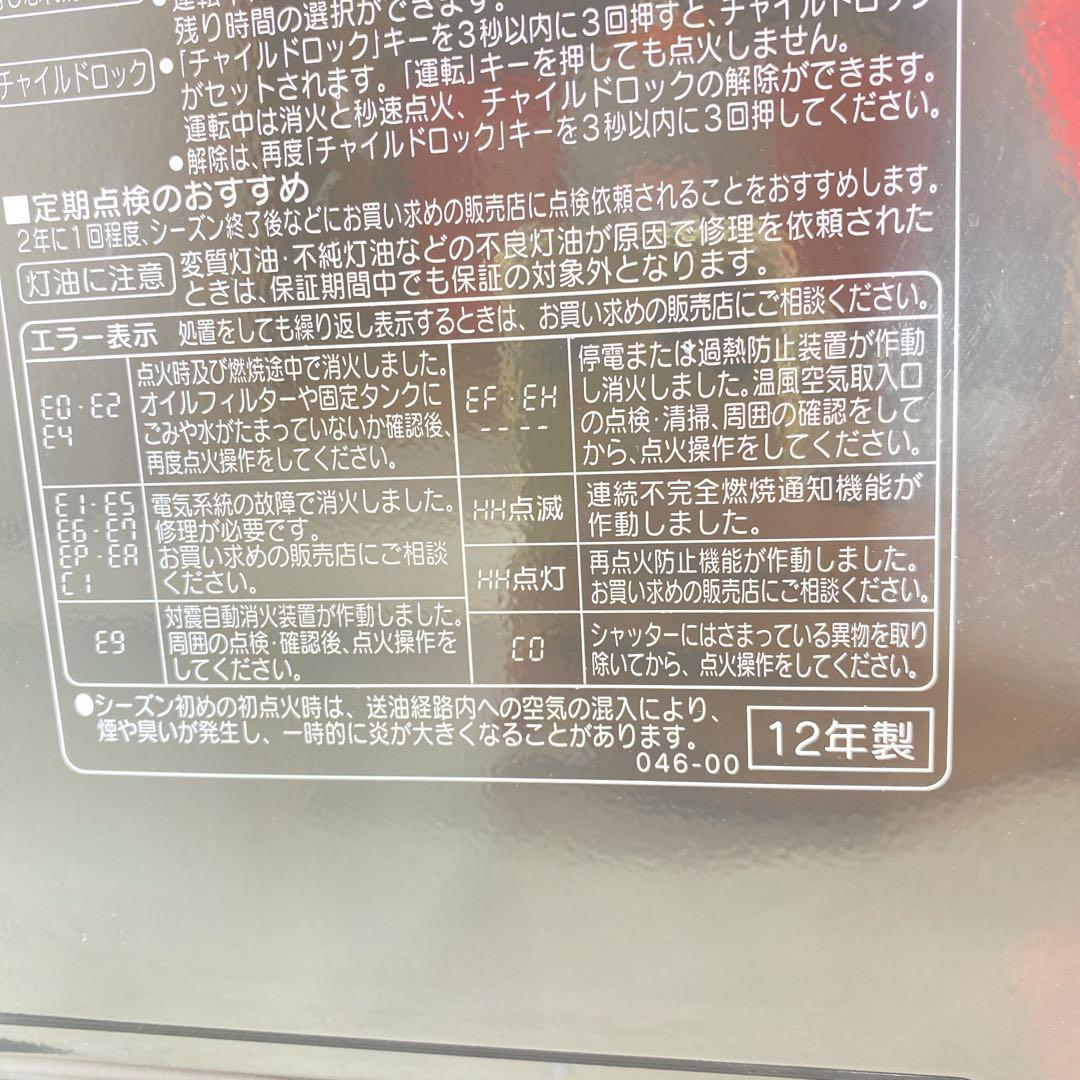 残り時間の選択ができます。
チャイルドロック
●「チャイルドロック」キーを3秒以内に3回押すと、チャイルドロック
がセットされます。「運転」キーを押しても点火しません。
運転中は消火と秒速点火、チャイルドロックの解除ができます。
●解除は、再度「チャイルドロック」キーを3秒以内に3回押してください。
■定期点検のおすすめ
2年に1回程度、シーズン終了後などにお買い求めの販売店に点検依頼されることをおすすめします。
灯油に注意
変質灯油・不純灯油などの不良灯油が原因で修理を依頼された
ときは、保証期間中でも保証の対象外となります。
エラー表示 処置をしても繰り返し表示するときは、お買い求めの販売店にご相談ください。
E0・E2
E4
点火時及び燃焼途中で消火しました。
オイルフィルターや固定タンクに
ごみや水がたまっていないか確認後、
再度点火操作をしてください。
E1・E5
E6・E7
EP・EA
C1
電気系統の故障で消火しました。
修理が必要です。
お買い求めの販売店にご相談
ください。
E9
対震自動消火装置が作動しました。
周囲の点検・確認後、点火操作を
してください。
EF・EH
----
停電または過熱防止装置が作動
し消火しました。温風空気取入口
の点検・清掃、周囲の確認をして
から、点火操作をしてください。
HH点滅
連続不完全燃焼通知機能が
作動しました。
HH点灯
再点火防止機能が作動しました。
お買い求めの販売店にご相談ください。
C0
シャッターにはさまっている異物を取り
除いてから、点火操作をしてください。
●シーズン初めの初点火時は、送油経路内への空気の混入により、
煙や臭いが発生し、一時的に炎が大きくなることがあります。
046-00
12年製